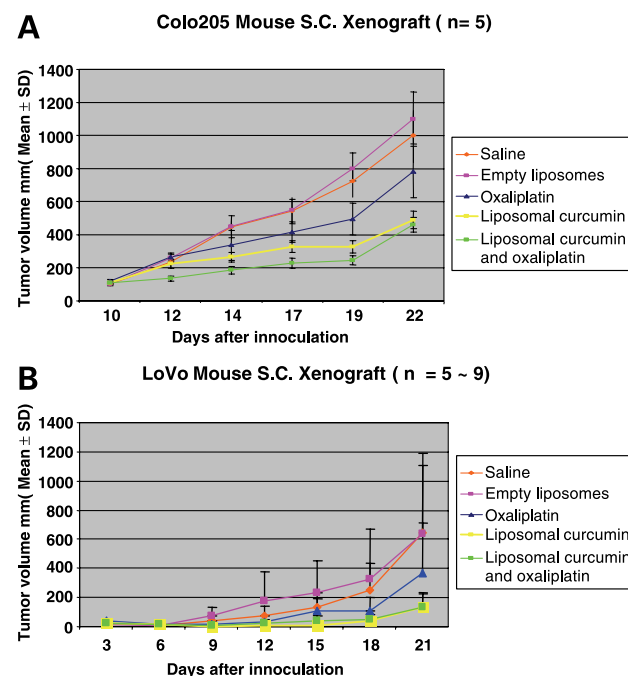 A
Colo205 Mouse S.C. Xenograft ( n= 5)
Tumor volume mm( Mean ± SD)
1400
1200
1000
800
600
400
200
0
10 12 14 17 19 22
Days after innoculation
Saline
Empty liposomes
Oxaliplatin
Liposomal curcumin
Liposomal curcumin
and oxaliplatin
B
LoVo Mouse S.C. Xenograft ( n = 5 ~ 9)
Tumor volume mm( Mean ± SD)
1400
1200
1000
800
600
400
200
0
3 6 9 12 15 18 21
Days after innoculation
Saline
Empty liposomes
Oxaliplatin
Liposomal curcumin
Liposomal curcumin
and oxaliplatin